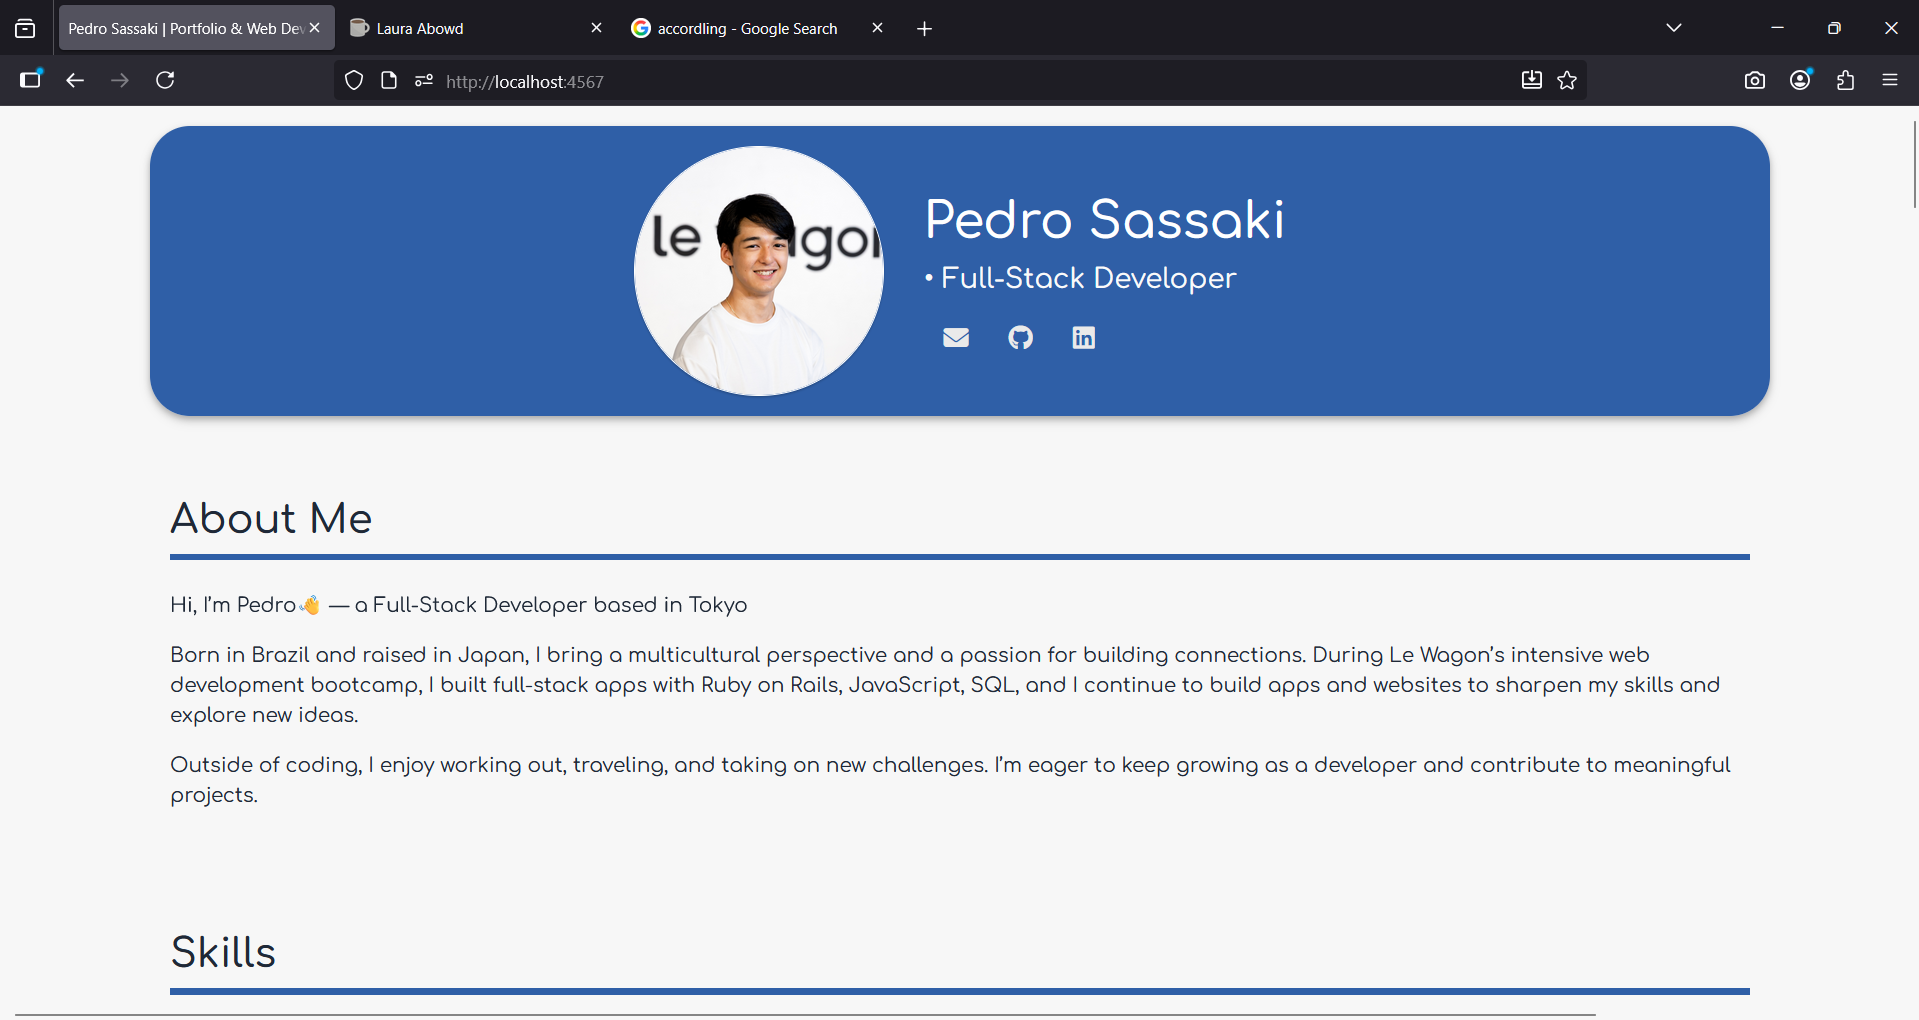 Pedro Sassaki | Portfolio & Web Dev
Laura Abowd
accordling - Google Search
http://localhost:4567
le Wagon
Pedro Sassaki
• Full-Stack Developer
in
About Me
Hi, I’m Pedro👋 — a Full-Stack Developer based in Tokyo
Born in Brazil and raised in Japan, I bring a multicultural perspective and a passion for building connections. During Le Wagon’s intensive web
development bootcamp, I built full-stack apps with Ruby on Rails, JavaScript, SQL, and I continue to build apps and websites to sharpen my skills and
explore new ideas.
Outside of coding, I enjoy working out, traveling, and taking on new challenges. I’m eager to keep growing as a developer and contribute to meaningful
projects.
Skills